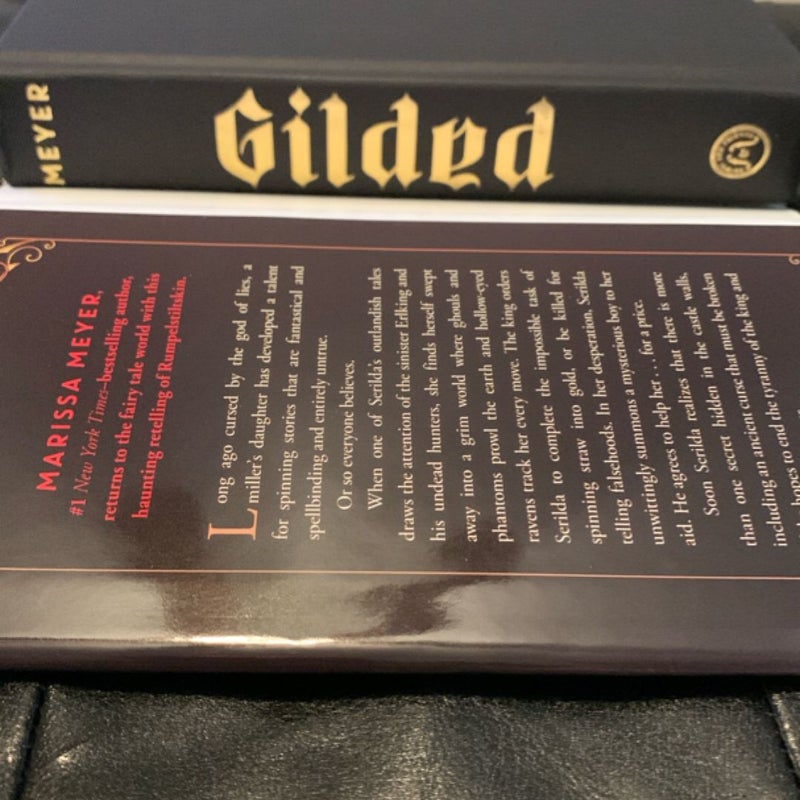 MEYER
Gilded
MARISSA MEYER,
#1 New York Times–bestselling author,
returns to the fairy tale world with this
haunting retelling of Rumpelstiltskin.
Long ago cursed by the god of lies, a
miller's daughter has developed a talent
for spinning stories that are fantastical and
spellbinding and entirely untrue.
Or so everyone believes.
When one of Serilda's outlandish tales
draws the attention of the sinister Erlking and
his undead hunters, she finds herself swept
away into a grim world where ghouls and
phantoms prowl the earth and hollow-eyed
ravens track her every move. The king orders
Serilda to complete the impossible task of
spinning straw into gold, or be killed for
telling falsehoods. In her desperation, Serilda
unwittingly summons a mysterious boy to her
aid. He agrees to help her . . . for a price.
Soon Serilda realizes that there is more
than one secret hidden in the castle walls,
including an ancient curse that must be broken
hopes to end the tyranny of the king and